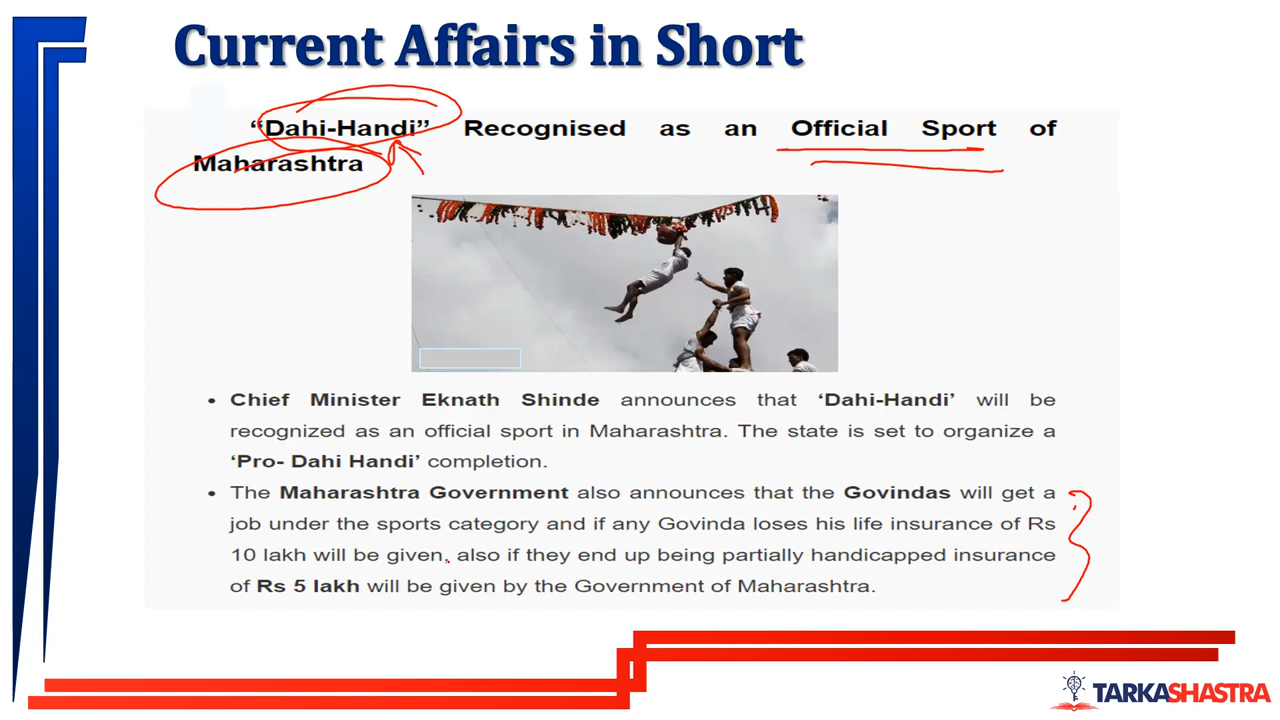 Current Affairs in Short
“Dahi-Handi” Recognised as an Official Sport of
Maharashtra
• Chief Minister Eknath Shinde announces that ‘Dahi-Handi’ will be
recognized as an official sport in Maharashtra. The state is set to organize a
‘Pro- Dahi Handi’ completion.
• The Maharashtra Government also announces that the Govindas will get a
job under the sports category and if any Govinda loses his life insurance of Rs
10 lakh will be given, also if they end up being partially handicapped insurance
of Rs 5 lakh will be given by the Government of Maharashtra.
TARKASHASTRA